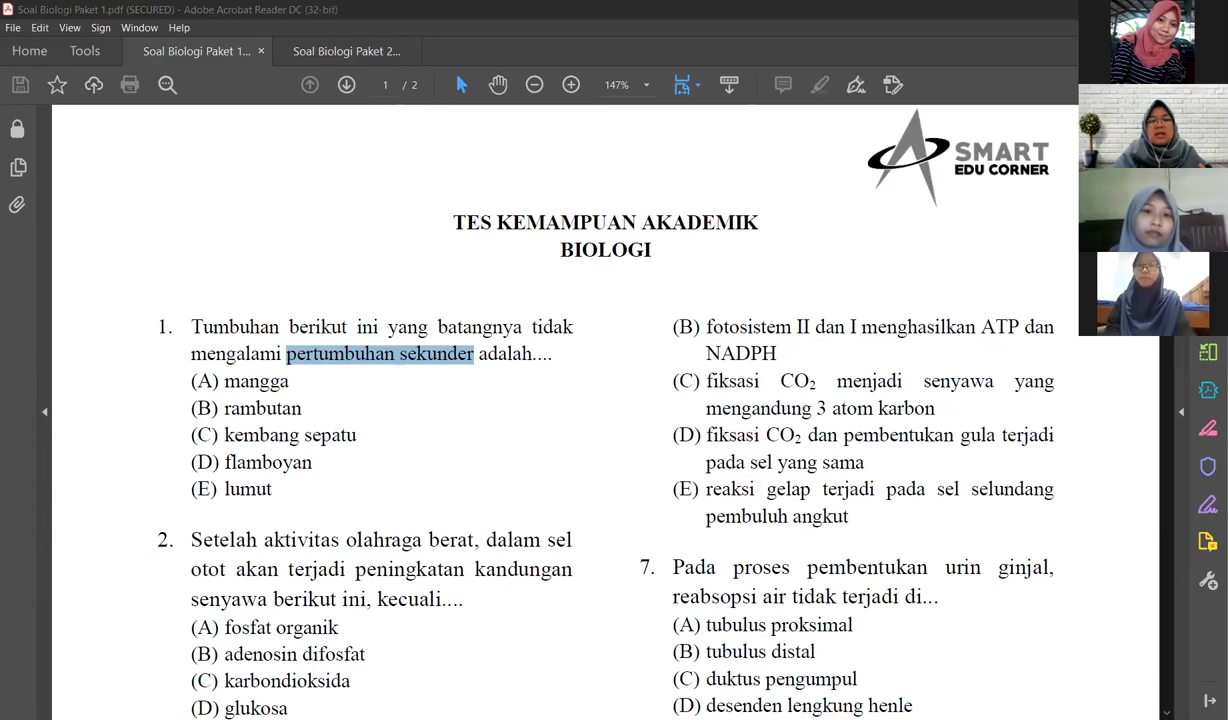 Soal Biologi Paket 1.pdf (SECURED) - Adobe Acrobat Reader DC (32-bit)
File Edit View Sign Window Help
Home Tools Soal Biologi Paket 1... × Soal Biologi Paket 2...
1 / 2 147%
SMART
EDU CORNER
TES KEMAMPUAN AKADEMIK
BIOLOGI
1. Tumbuhan berikut ini yang batangnya tidak
mengalami pertumbuhan sekunder adalah....
(A) mangga
(B) rambutan
(C) kembang sepatu
(D) flamboyan
(E) lumut
2. Setelah aktivitas olahraga berat, dalam sel
otot akan terjadi peningkatan kandungan
senyawa berikut ini, kecuali....
(A) fosfat organik
(B) adenosin difosfat
(C) karbondioksida
(D) glukosa
(B) fotosistem II dan I menghasilkan ATP dan
NADPH
(C) fiksasi CO₂ menjadi senyawa yang
mengandung 3 atom karbon
(D) fiksasi CO₂ dan pembentukan gula terjadi
pada sel yang sama
(E) reaksi gelap terjadi pada sel selundang
pembuluh angkut
7. Pada proses pembentukan urin ginjal,
reabsopsi air tidak terjadi di...
(A) tubulus proksimal
(B) tubulus distal
(C) duktus pengumpul
(D) desenden lengkung henle